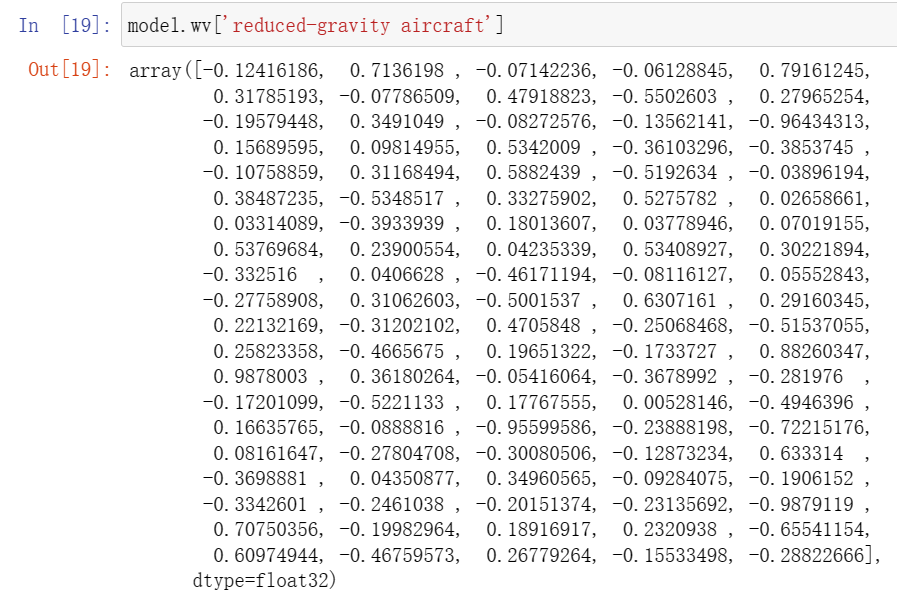 In [19]: model.wv['reduced-gravity aircraft']
Out[19]: array([-0.12416186, 0.7136198 , -0.07142236, -0.06128845, 0.79161245,
0.31785193, -0.07786509, 0.47918823, -0.5502603 , 0.27965254,
-0.19579448, 0.3491049 , -0.08272576, -0.13562141, -0.96434313,
0.15689595, 0.09814955, 0.5342009 , -0.36103296, -0.3853745 ,
-0.10758859, 0.31168494, 0.5882439 , -0.5192634 , -0.03896194,
0.38487235, -0.5348517 , 0.33275902, 0.5275782 , 0.02658661,
0.03314089, -0.3933939 , 0.18013607, 0.03778946, 0.07019155,
0.53769684, 0.23900554, 0.04235339, 0.53408927, 0.30221894,
-0.332516 , 0.0406628 , -0.46171194, -0.08116127, 0.05552843,
-0.27758908, 0.31062603, -0.5001537 , 0.6307161 , 0.29160345,
0.22132169, -0.31202102, 0.4705848 , -0.25068468, -0.51537055,
0.25823358, -0.4665675 , 0.19651322, -0.1733727 , 0.88260347,
0.9878003 , 0.36180264, -0.05416064, -0.3678992 , -0.281976 ,
-0.17201099, -0.5221133 , 0.17767555, 0.00528146, -0.4946396 ,
0.16635765, -0.0888816 , -0.95599586, -0.23888198, -0.72215176,
0.08161647, -0.27804708, -0.30080506, -0.12873234, 0.633314 ,
-0.3698881 , 0.04350877, 0.34960565, -0.09284075, -0.1906152 ,
-0.3342601 , -0.2461038 , -0.20151374, -0.23135692, -0.9879119 ,
0.70750356, -0.19982964, 0.18916917, 0.2320938 , -0.65541154,
0.60974944, -0.46759573, 0.26779264, -0.15533498, -0.28822666],
dtype=float32)